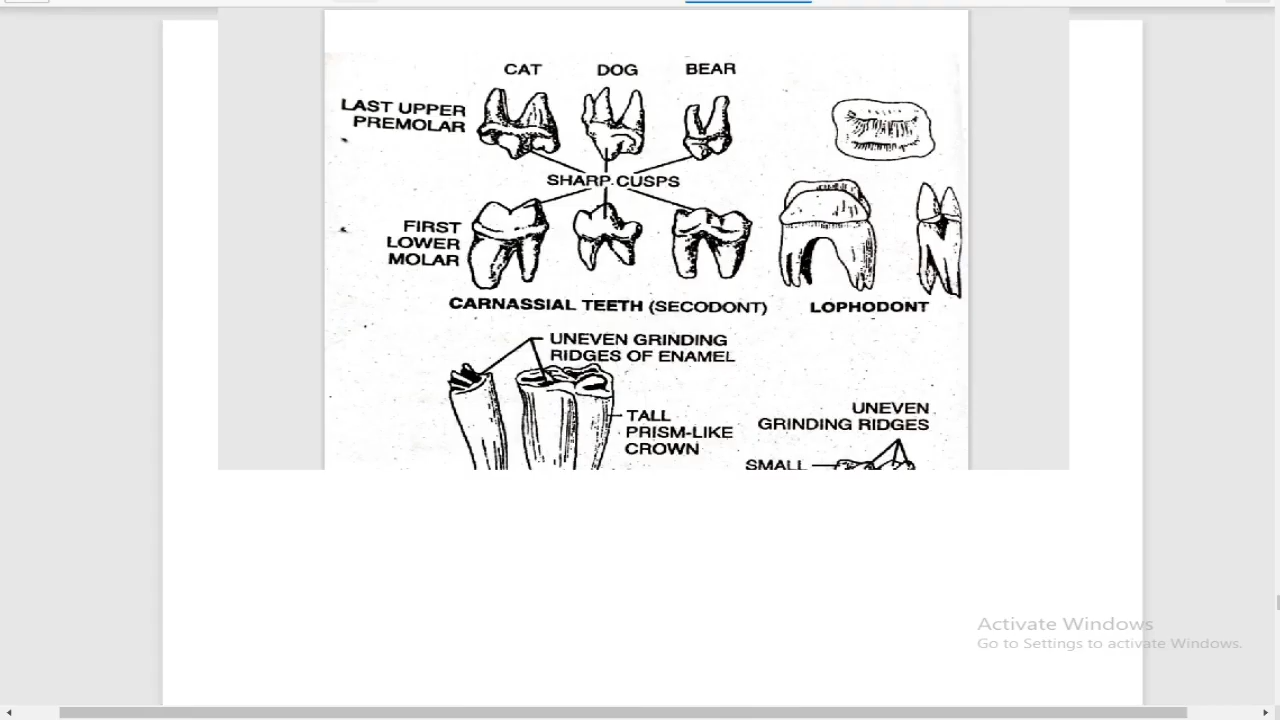 CAT DOG BEAR
LAST UPPER
PREMOLAR
SHARP CUSPS
FIRST
LOWER
MOLAR
CARNASSIAL TEETH (SECODONT)
LOPHODONT
UNEVEN GRINDING
RIDGES OF ENAMEL
TALL
PRISM-LIKE
CROWN
UNEVEN
GRINDING RIDGES
SMALL
Activate Windows
Go to Settings to activate Windows.